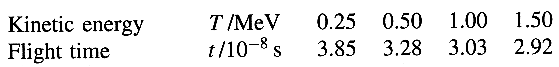 Kinetic energy T /MeV 0.25 0.50 1.00 1.50
Flight time t /10⁻⁸ s 3.85 3.28 3.03 2.92